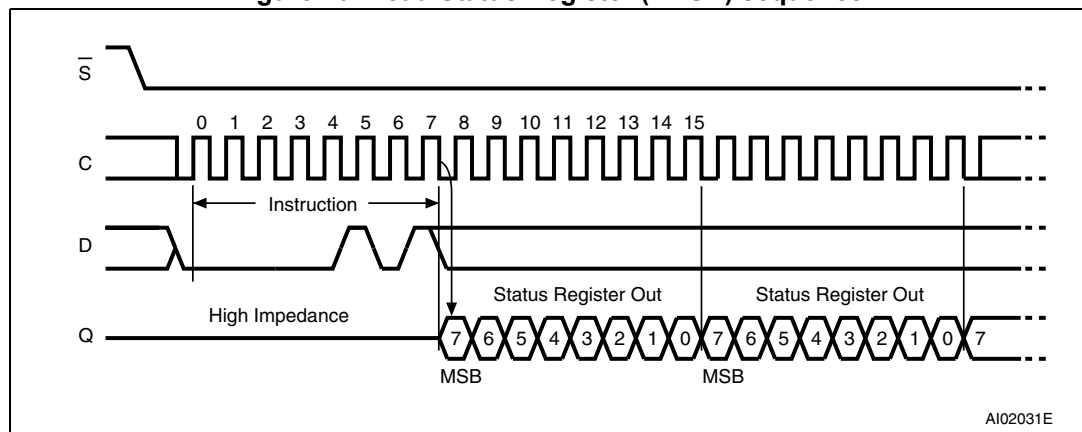 S
0 1 2 3 4 5 6 7 8 9 10 11 12 13 14 15
C
Instruction
D
Status Register Out Status Register Out
High Impedance
Q 7 6 5 4 3 2 1 0 7 6 5 4 3 2 1 0 7
MSB MSB
AI02031E